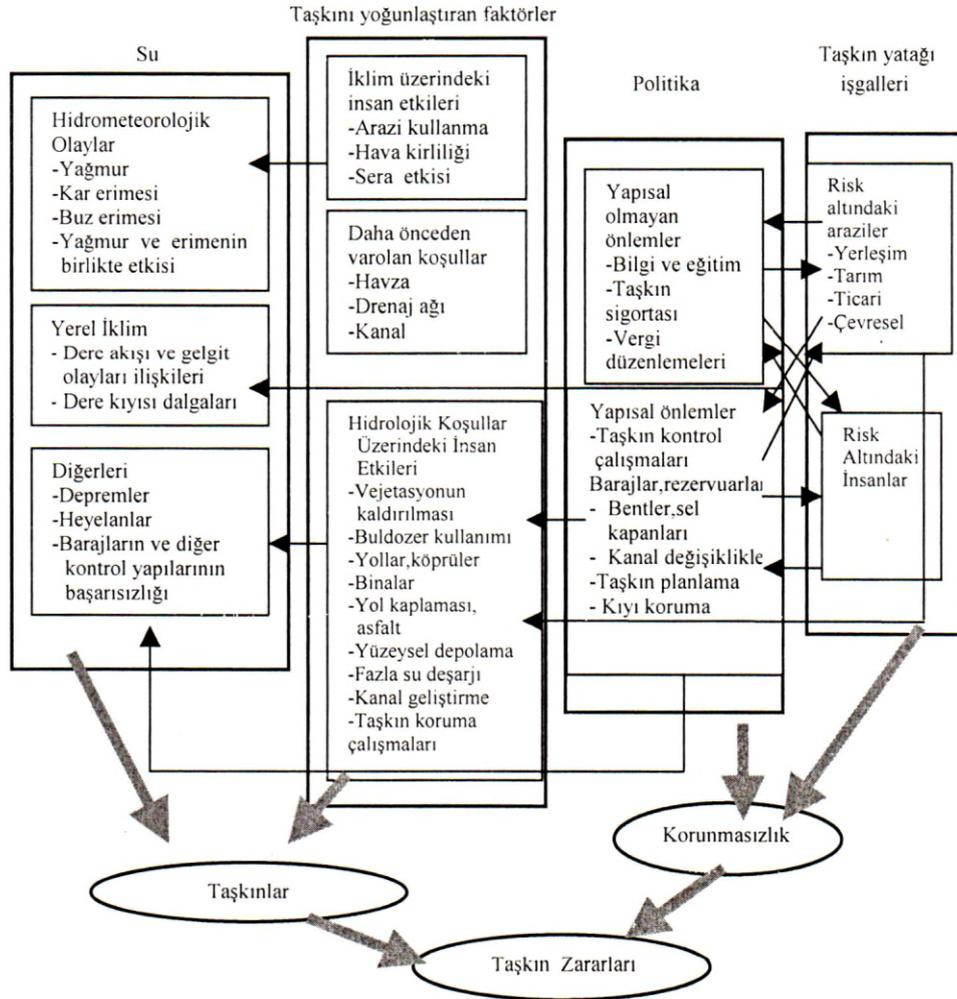 Taşkını yoğunlaştıran faktörler
Su
Hidrometeorolojik
Olaylar
-Yağmur
-Kar erimesi
-Buz erimesi
-Yağmur ve erimenin
birlikte etkisi
Yerel İklim
- Dere akışı ve gelgit
olayları ilişkileri
- Dere kıyısı dalgaları
Diğerleri
-Depremler
-Heyelanlar
-Barajların ve diğer
kontrol yapılarının
başarısızlığı
İklim üzerindeki
insan etkileri
-Arazi kullanma
-Hava kirliliği
-Sera etkisi
Daha önceden
varolan koşullar
-Havza
-Drenaj ağı
-Kanal
Hidrolojik Koşullar
Üzerindeki İnsan
Etkileri
-Vejetasyonun
kaldırılması
-Buldozer kullanımı
-Yollar,köprüler
-Binalar
-Yol kaplaması,
asfalt
-Yüzeysel depolama
-Fazla su deşarjı
-Kanal geliştirme
-Taşkın koruma
çalışmaları
Politika
Yapısal
olmayan
önlemler
-Bilgi ve eğitim
-Taşkın
sigortası
-Vergi
düzenlemeleri
Yapısal önlemler
-Taşkın kontrol
çalışmaları
Barajlar,rezervuarlar
- Bentler,sel
kapanları
- Kanal değişiklikle
-Taşkın planlama
- Kıyı koruma
Taşkın yatağı
işgalleri
Risk
altındaki
araziler
-Yerleşim
-Tarım
-Ticari
-Çevresel
Risk
Altındaki
İnsanlar
Korunmasızlık
Taşkınlar
Taşkın Zararları